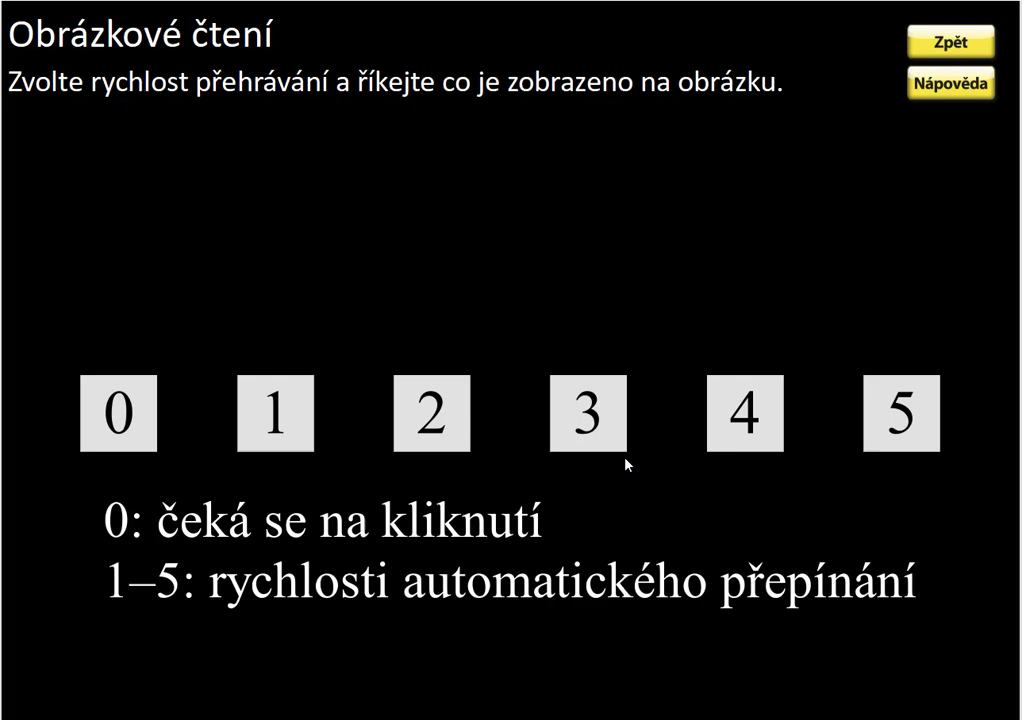 Obrázkové čtení
Zpět
Zvolte rychlost přehrávání a říkejte co je zobrazeno na obrázku.
Nápověda
0 1 2 3 4 5
0: čeká se na kliknutí
1–5: rychlosti automatického přepínání